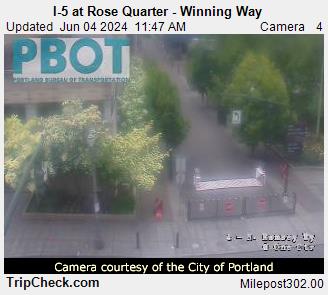 I-5 at Rose Quarter - Winning Way
Updated Jun 04 2024 11:47 AM Camera 4
PBOT
PORTLAND BUREAU OF TRANSPORTATION
Camera courtesy of the City of Portland
TripCheck.com Milepost302.00